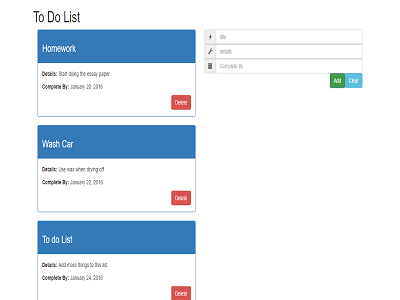 To Do List
Homework
Details: Start doing the essay paper
Complete By: January 20, 2016
Delete
Wash Car
Details: Use wax when drying off
Complete By: January 22, 2016
Delete
To do List
Details: Add more things to this list
Complete By: January 24, 2016
Delete
title
details
Complete By
Add Clear